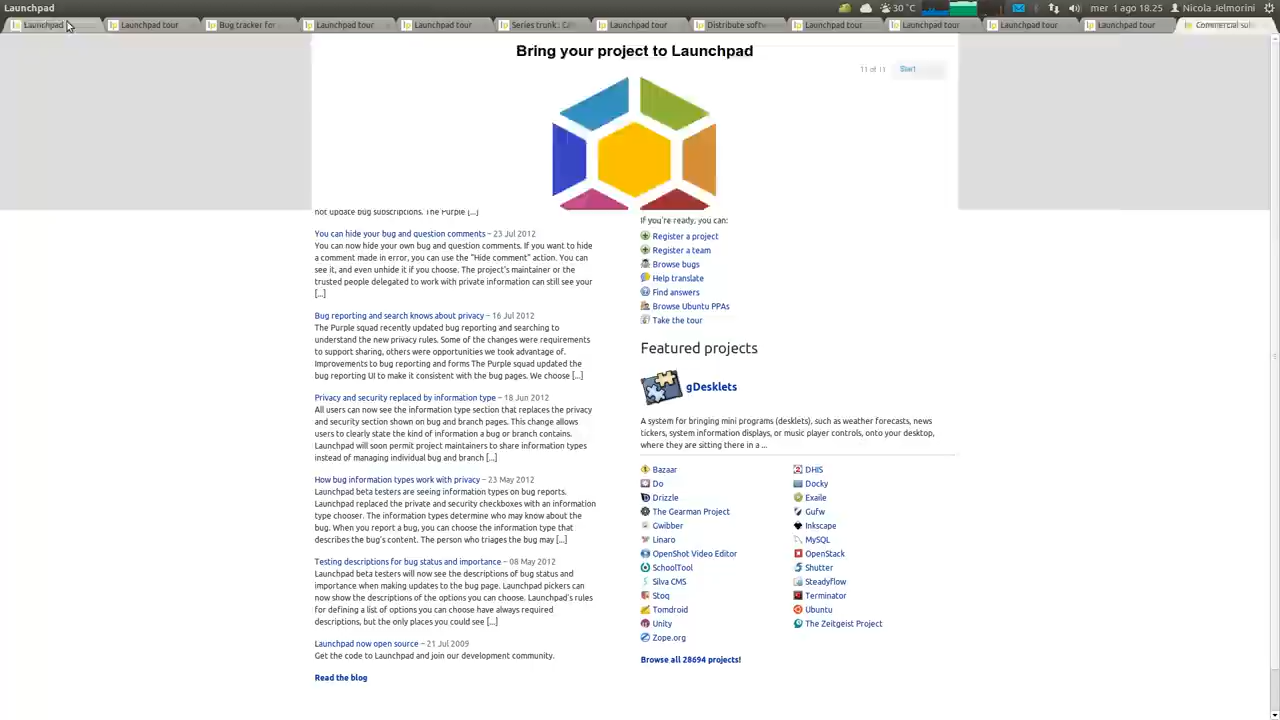 Launchpad
30°C
mer 1 ago 18.25
Nicola Jelmorini
Launchpad
Launchpad tour
Bug tracker for
Launchpad tour
Launchpad tour
Series trunk:
Launchpad tour
Distribute softw
Launchpad tour
Launchpad tour
Launchpad tour
Launchpad tour
Commercial sub
Bring your project to Launchpad
11 of 11
Start
not update bug subscriptions. The Purple [...]
You can hide your bug and question comments – 23 Jul 2012
You can now hide your own bug and question comments. If you want to hide
a comment made in error, you can use the "Hide comment" action. You can
see it, and even unhide it if you choose. The project's maintainer or the
trusted people delegated to work with private information can still see your
[...]
Bug reporting and search knows about privacy – 16 Jul 2012
The Purple squad recently updated bug reporting and searching to
understand the new privacy rules. Some of the changes were requirements
to support sharing, others were opportunities we took advantage of.
Improvements to bug reporting and forms The Purple squad updated the
bug reporting UI to make it consistent with the bug pages. We choose [...]
Privacy and security replaced by information type – 18 Jun 2012
All users can now see the information type section that replaces the privacy
and security section shown on bug and branch pages. This change allows
users to clearly state the kind of information a bug or branch contains.
Launchpad will soon permit project maintainers to share information types
instead of managing individual bug and branch [...]
How bug information types work with privacy – 23 May 2012
Launchpad beta testers are seeing information types on bug reports.
Launchpad replaced the private and security checkboxes with an information
type chooser. The information types determine who may know about the
bug. When you report a bug, you can choose the information type that
describes the bug's content. The person who triages the bug may [...]
Testing descriptions for bug status and importance – 08 May 2012
Launchpad beta testers will now see the descriptions of bug status and
importance when making updates to the bug page. Launchpad pickers can
now show the descriptions of the options you can choose. Launchpad's rules
for defining a list of options you can choose have always required
descriptions, but the only places you could see [...]
Launchpad now open source – 21 Jul 2009
Get the code to Launchpad and join our development community.
Read the blog
If you're ready, you can:
Register a project
Register a team
Browse bugs
Help translate
Find answers
Browse Ubuntu PPAs
Take the tour
Featured projects
gDesklets
A system for bringing mini programs (desklets), such as weather forecasts, news
tickers, system information displays, or music player controls, onto your desktop,
where they are sitting there in a ...
Bazaar
Do
Drizzle
The Gearman Project
Gwibber
Linaro
OpenShot Video Editor
SchoolTool
Silva CMS
Stoq
Tomdroid
Unity
Zope.org
DHIS
Docky
Exaile
Gufw
Inkscape
MySQL
OpenStack
Shutter
Steadyflow
Terminator
Ubuntu
The Zeitgeist Project
Browse all 28694 projects!